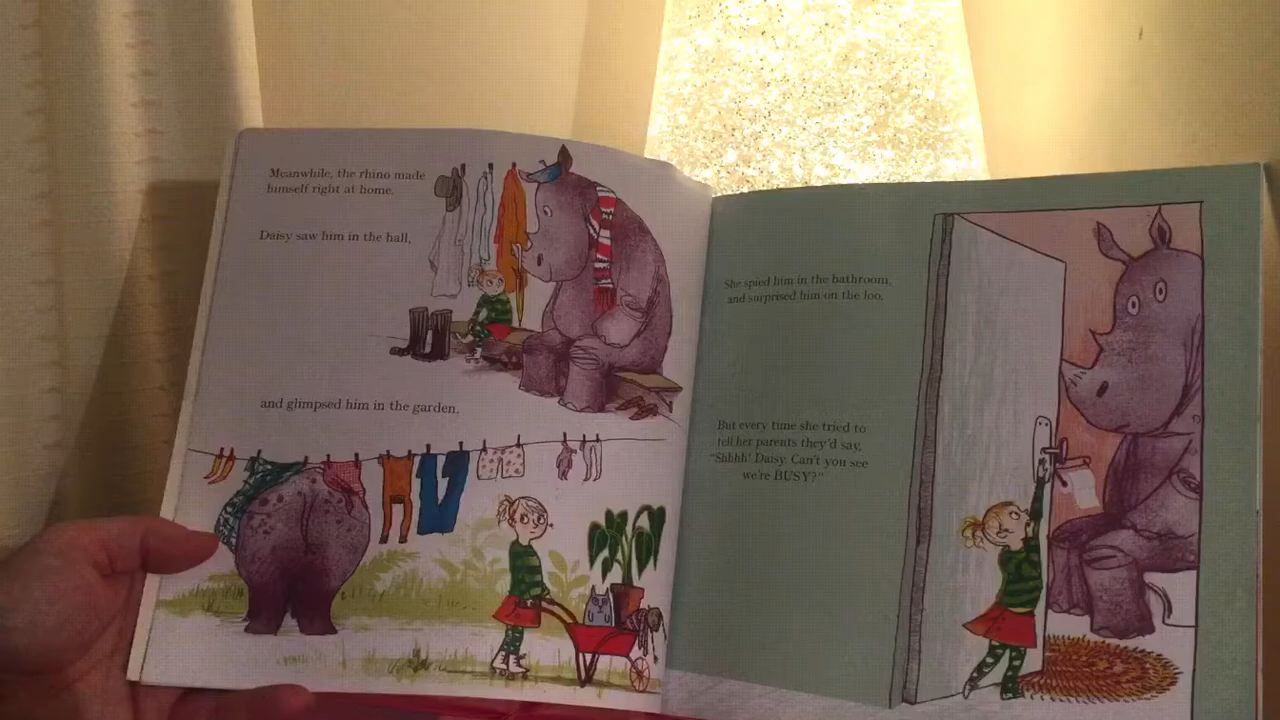 Meanwhile, the rhino made
himself right at home.
Daisy saw him in the hall,
and glimpsed him in the garden.
She spied him in the bathroom,
and surprised him on the loo.
But every time she tried to
tell her parents they'd say,
"Shhhh! Daisy. Can't you see
we're BUSY?"